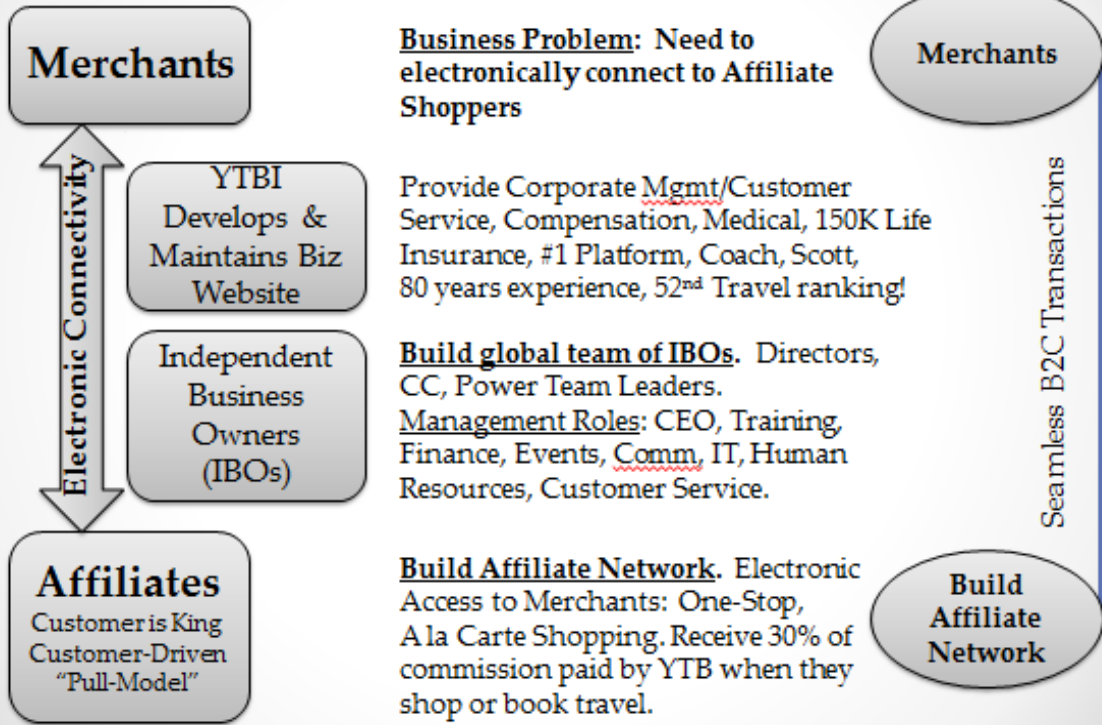 Merchants
Business Problem: Need to
electronically connect to Affiliate
Shoppers
Merchants
Electronic Connectivity
YTBI
Develops &
Maintains Biz
Website
Provide Corporate Mgmt/Customer
Service, Compensation, Medical, 150K Life
Insurance, #1 Platform, Coach, Scott,
80 years experience, 52nd Travel ranking!
Independent
Business
Owners
(IBOs)
Build global team of IBOs. Directors,
CC, Power Team Leaders.
Management Roles: CEO, Training,
Finance, Events, Comm, IT, Human
Resources, Customer Service.
Seamless B2C Transactions
Affiliates
Customer is King
Customer-Driven
“Pull-Model”
Build Affiliate Network. Electronic
Access to Merchants: One-Stop,
A la Carte Shopping. Receive 30% of
commission paid by YTB when they
shop or book travel.
Build
Affiliate
Network